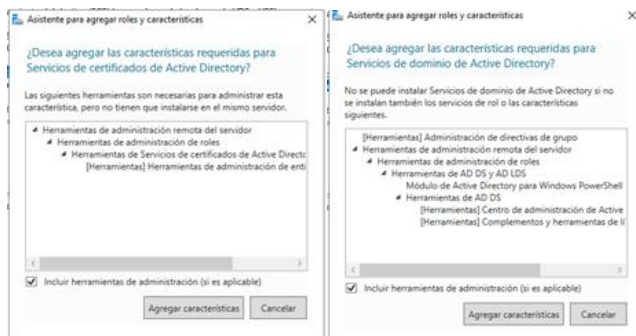 Asistente para agregar roles y características
¿Desea agregar las características requeridas para
Servicios de certificados de Active Directory?
Las siguientes herramientas son necesarias para administrar esta
característica, pero no tienen que instalarse en el mismo servidor.
Herramientas de administración remota del servidor
Herramientas de administración de roles
Herramientas de Servicios de certificados de Active Directo
[Herramientas] Herramientas de administración de enti
Incluir herramientas de administración (si es aplicable)
Agregar características
Cancelar
Asistente para agregar roles y características
¿Desea agregar las características requeridas para
Servicios de dominio de Active Directory?
No se puede instalar Servicios de dominio de Active Directory si no
se instalan también los servicios de rol o las características
siguientes.
[Herramientas] Administración de directivas de grupo
Herramientas de administración remota del servidor
Herramientas de administración de roles
Herramientas de AD DS y AD LDS
Módulo de Active Directory para Windows PowerShell
Herramientas de AD DS
[Herramientas] Centro de administración de Active
[Herramientas] Complementos y herramientas de lí
Incluir herramientas de administración (si es aplicable)
Agregar características
Cancelar